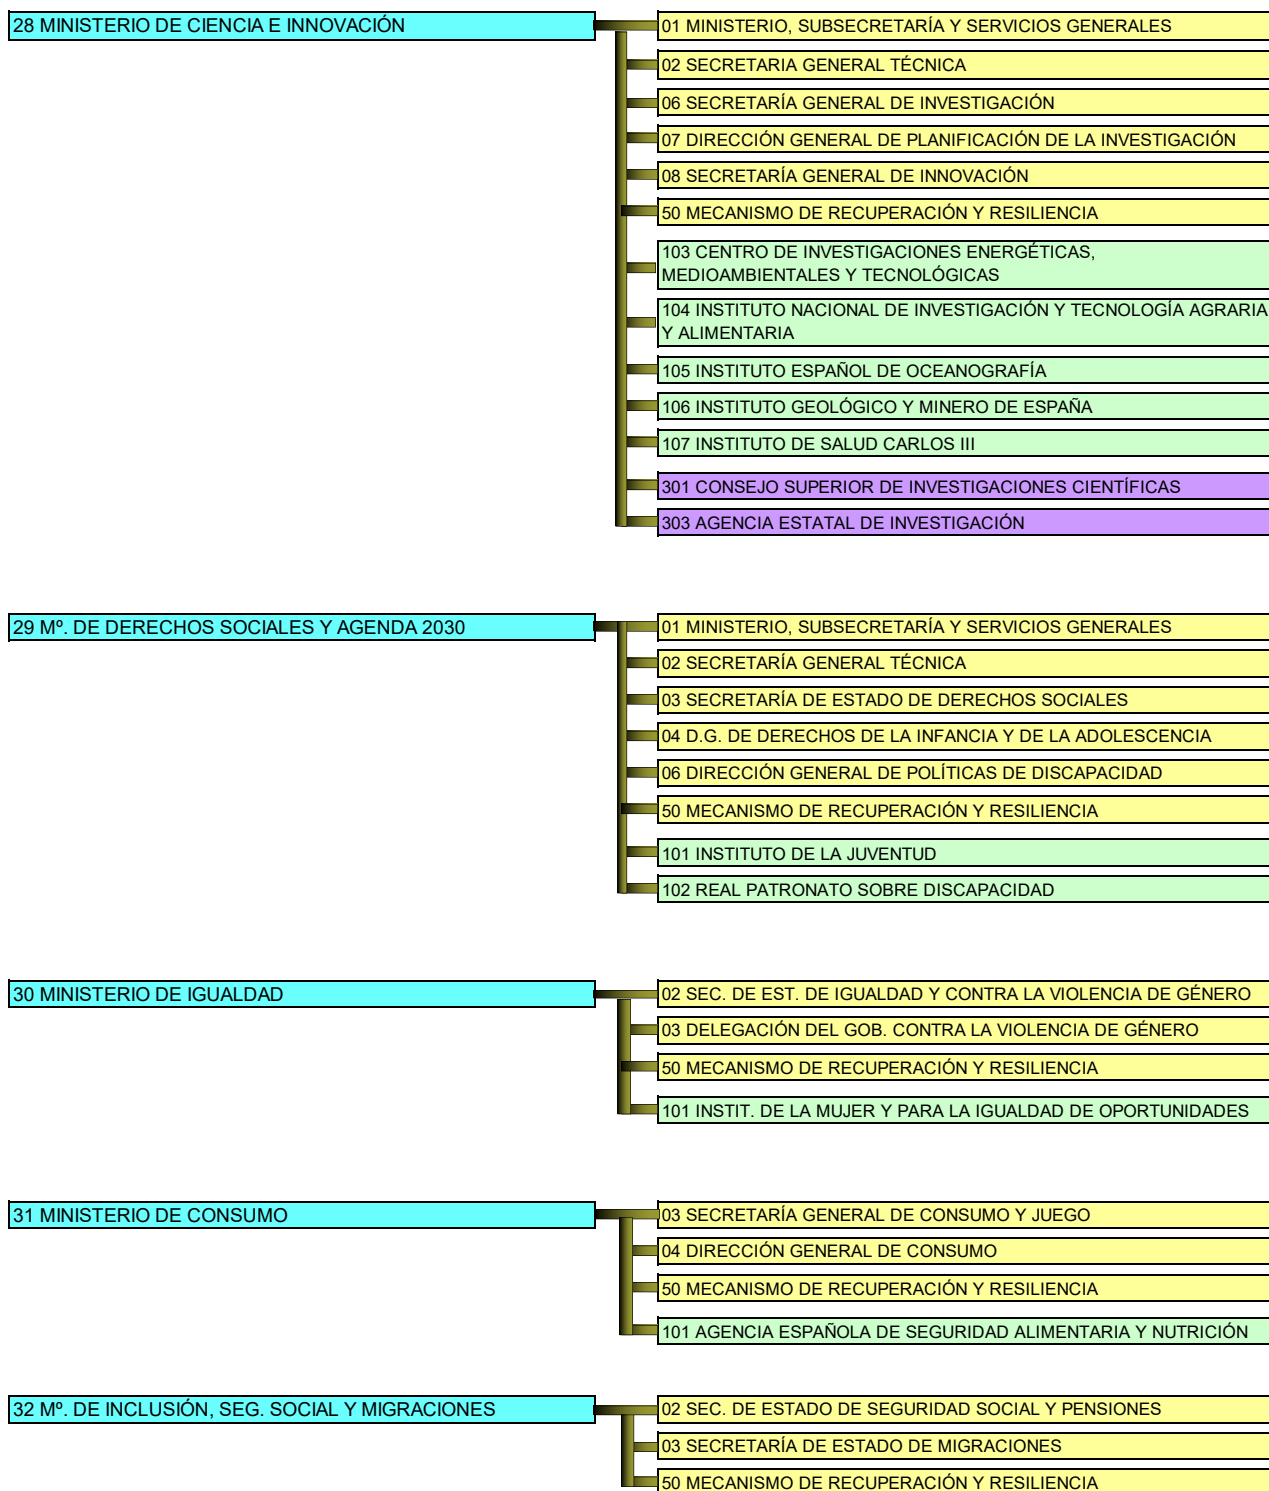 28 MINISTERIO DE CIENCIA E INNOVACIÓN
01 MINISTERIO, SUBSECRETARÍA Y SERVICIOS GENERALES
02 SECRETARIA GENERAL TÉCNICA
06 SECRETARÍA GENERAL DE INVESTIGACIÓN
07 DIRECCIÓN GENERAL DE PLANIFICACIÓN DE LA INVESTIGACIÓN
08 SECRETARÍA GENERAL DE INNOVACIÓN
50 MECANISMO DE RECUPERACIÓN Y RESILIENCIA
103 CENTRO DE INVESTIGACIONES ENERGÉTICAS,
MEDIOAMBIENTALES Y TECNOLÓGICAS
104 INSTITUTO NACIONAL DE INVESTIGACIÓN Y TECNOLOGÍA AGRARIA
Y ALIMENTARIA
105 INSTITUTO ESPAÑOL DE OCEANOGRAFÍA
106 INSTITUTO GEOLÓGICO Y MINERO DE ESPAÑA
107 INSTITUTO DE SALUD CARLOS III
301 CONSEJO SUPERIOR DE INVESTIGACIONES CIENTÍFICAS
303 AGENCIA ESTATAL DE INVESTIGACIÓN
29 Mº. DE DERECHOS SOCIALES Y AGENDA 2030
01 MINISTERIO, SUBSECRETARÍA Y SERVICIOS GENERALES
02 SECRETARÍA GENERAL TÉCNICA
03 SECRETARÍA DE ESTADO DE DERECHOS SOCIALES
04 D.G. DE DERECHOS DE LA INFANCIA Y DE LA ADOLESCENCIA
06 DIRECCIÓN GENERAL DE POLÍTICAS DE DISCAPACIDAD
50 MECANISMO DE RECUPERACIÓN Y RESILIENCIA
101 INSTITUTO DE LA JUVENTUD
102 REAL PATRONATO SOBRE DISCAPACIDAD
30 MINISTERIO DE IGUALDAD
02 SEC. DE EST. DE IGUALDAD Y CONTRA LA VIOLENCIA DE GÉNERO
03 DELEGACIÓN DEL GOB. CONTRA LA VIOLENCIA DE GÉNERO
50 MECANISMO DE RECUPERACIÓN Y RESILIENCIA
101 INSTIT. DE LA MUJER Y PARA LA IGUALDAD DE OPORTUNIDADES
31 MINISTERIO DE CONSUMO
03 SECRETARÍA GENERAL DE CONSUMO Y JUEGO
04 DIRECCIÓN GENERAL DE CONSUMO
50 MECANISMO DE RECUPERACIÓN Y RESILIENCIA
101 AGENCIA ESPAÑOLA DE SEGURIDAD ALIMENTARIA Y NUTRICIÓN
32 Mº. DE INCLUSIÓN, SEG. SOCIAL Y MIGRACIONES
02 SEC. DE ESTADO DE SEGURIDAD SOCIAL Y PENSIONES
03 SECRETARÍA DE ESTADO DE MIGRACIONES
50 MECANISMO DE RECUPERACIÓN Y RESILIENCIA